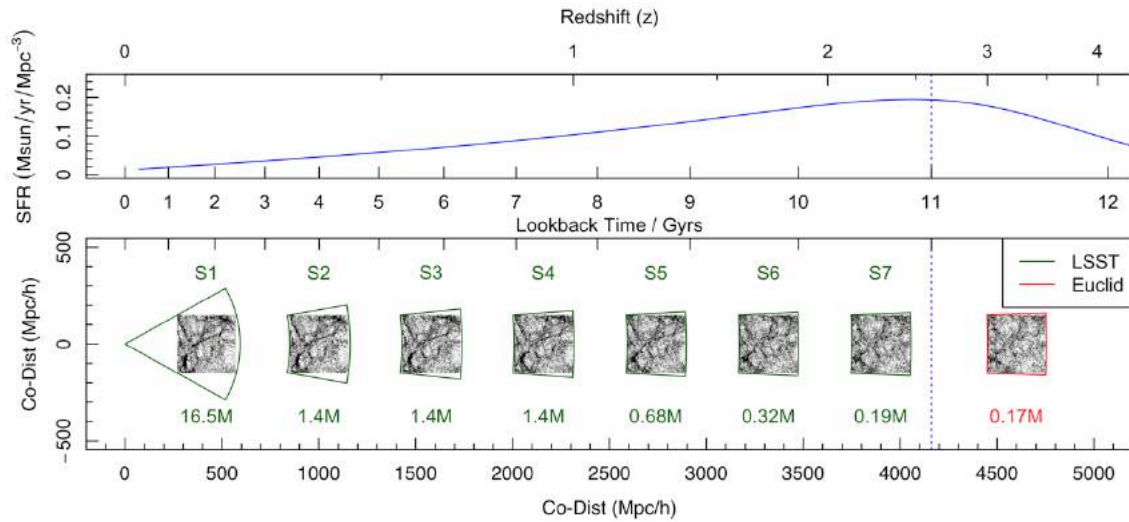 Redshift (z)
0 1 2 3 4
SFR (Msun/yr/Mpc⁻³)
0.2
0.1
0
0 1 2 3 4 5 6 7 8 9 10 11 12
Lookback Time / Gyrs
Co-Dist (Mpc/h)
500
0
−500
S1 S2 S3 S4 S5 S6 S7
LSST
Euclid
16.5M 1.4M 1.4M 1.4M 0.68M 0.32M 0.19M 0.17M
0 500 1000 1500 2000 2500 3000 3500 4000 4500 5000
Co-Dist (Mpc/h)